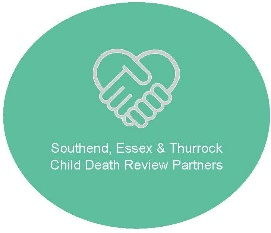 Southend, Essex & Thurrock
Child Death Review Partners